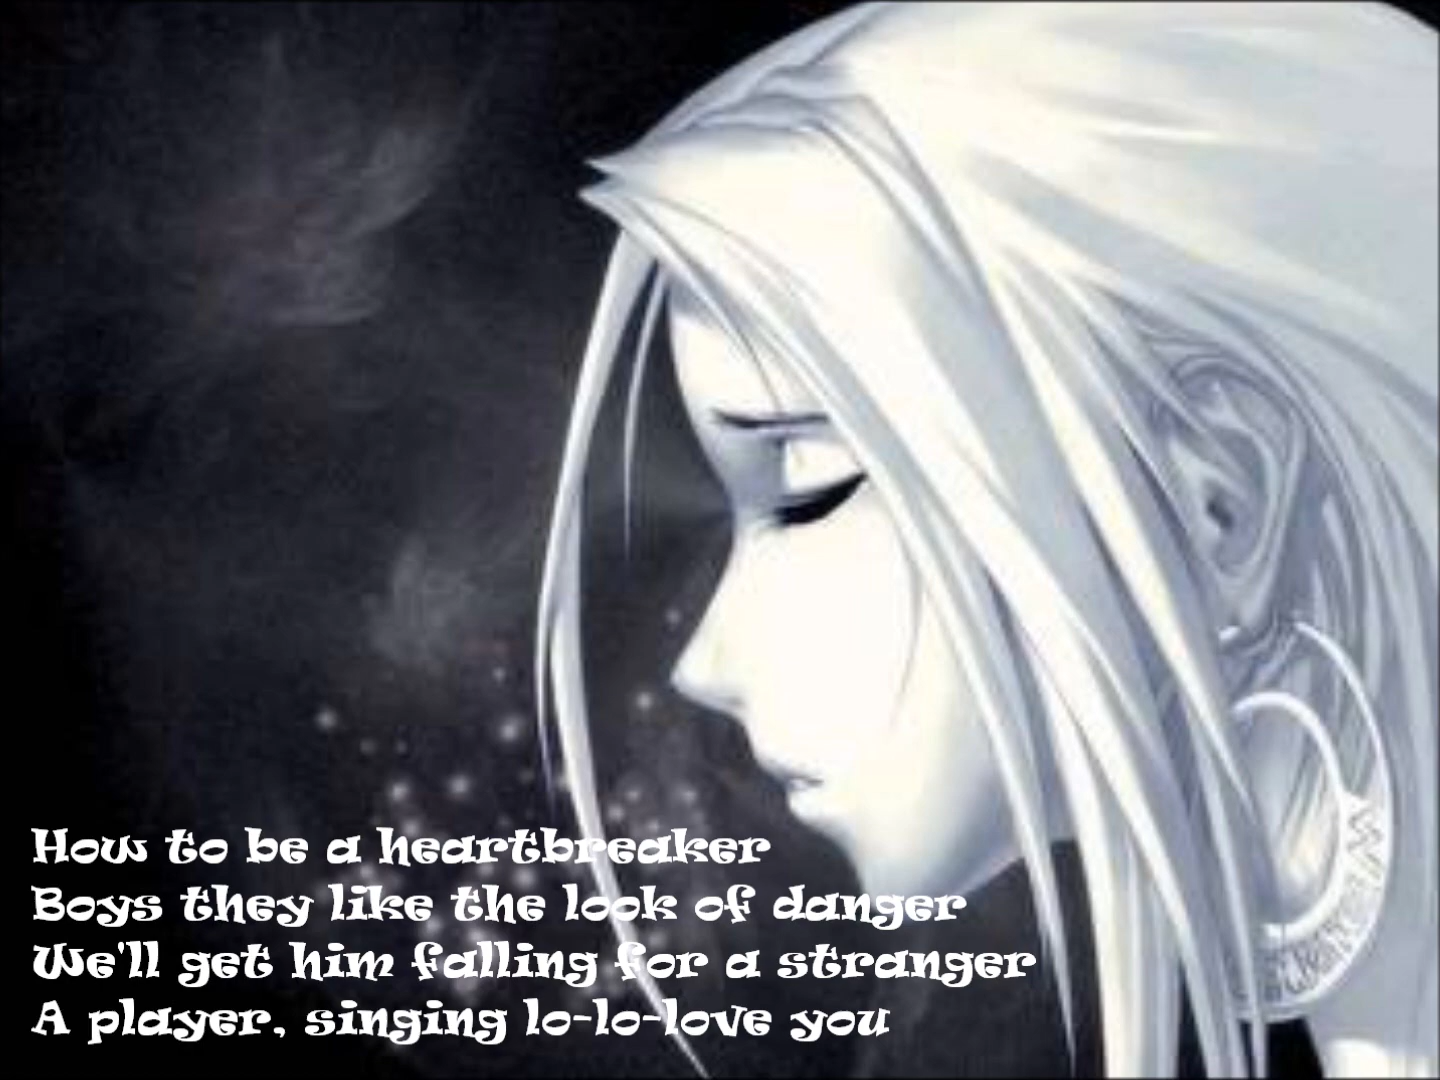 How to be a heartbreaker
Boys they like the look of danger
We'll get him falling for a stranger
A player, singing lo-lo-love you